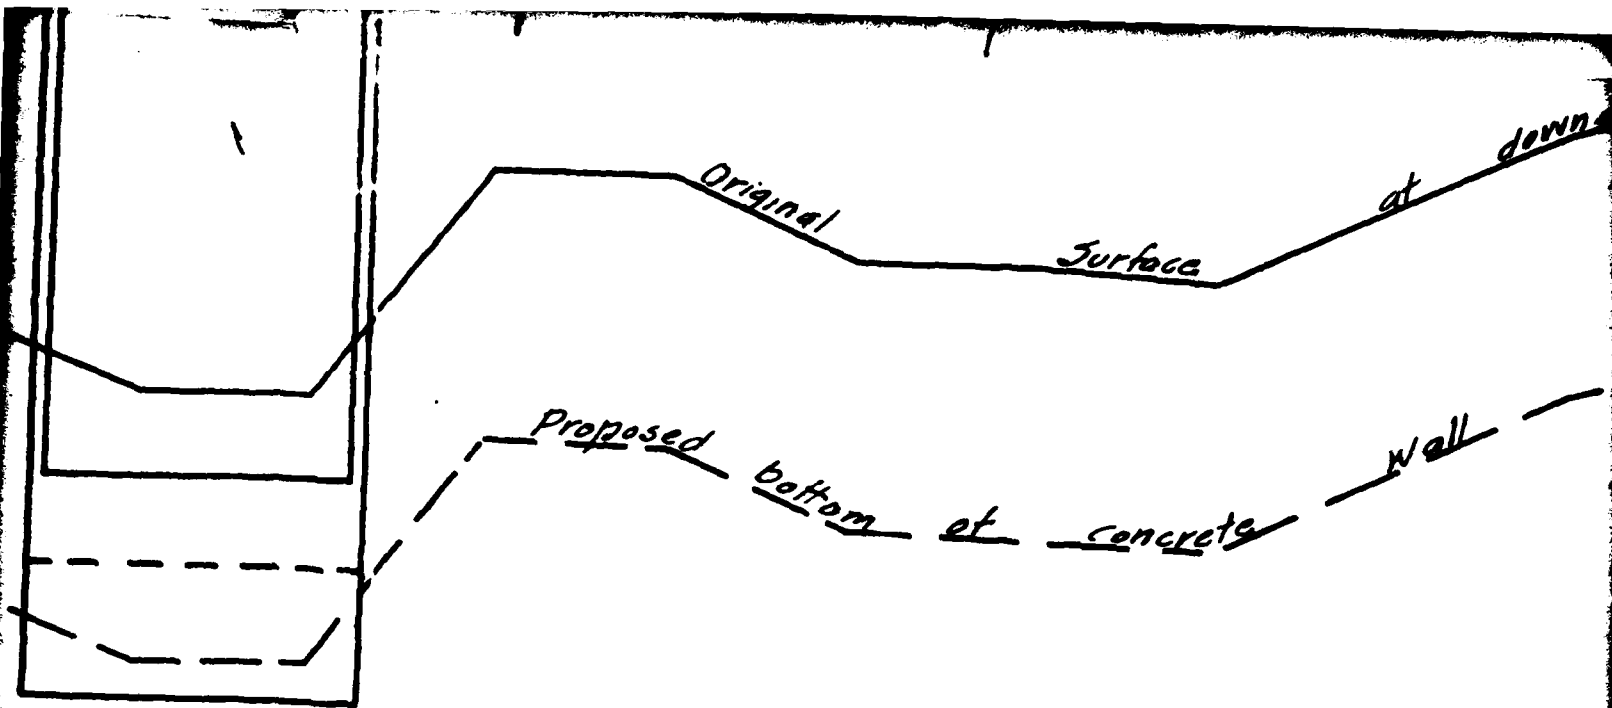 Original Surface at down
Proposed bottom of concrete wall